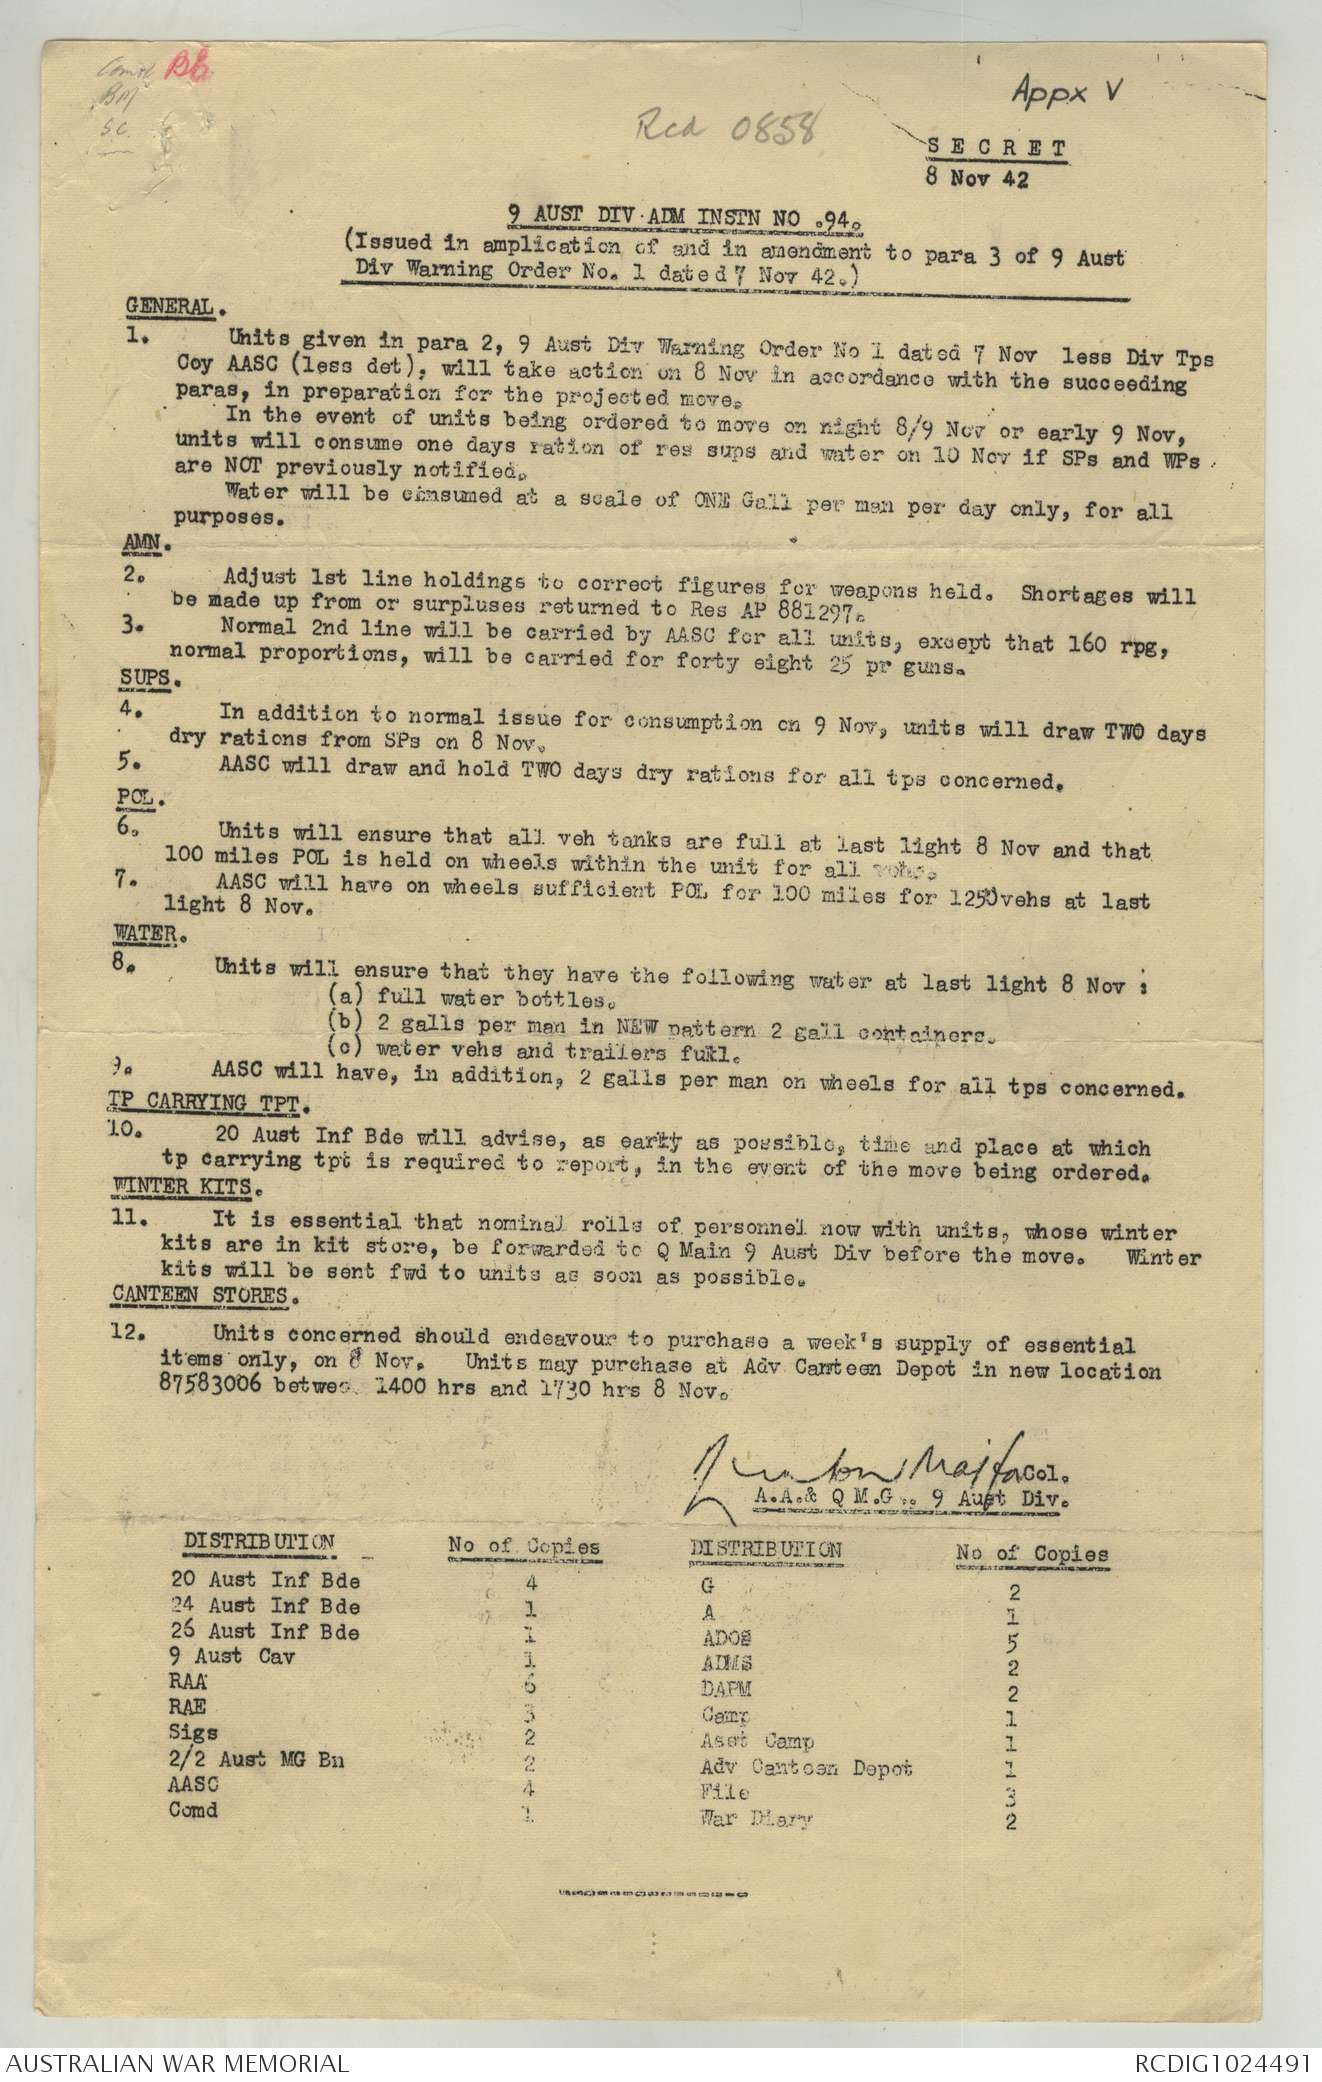 Comd Bb
BM
S.C.
Appx V
Rcd 0858
S E C R E T
8 Nov 42
9 AUST DIV ADM INSTN NO .94.
(Issued in amplication of and in amendment to para 3 of 9 Aust
Div Warning Order No. 1 dated 7 Nov 42.)
GENERAL.
1. Units given in para 2, 9 Aust Div Warning Order No 1 dated 7 Nov less Div Tps
Coy AASC (less det), will take action on 8 Nov in accordance with the succeeding
paras, in preparation for the projected move.
In the event of units being ordered to move on night 8/9 Nov or early 9 Nov,
units will consume one days ration of res sups and water on 10 Nov if SPs and WPs
are NOT previously notified.
Water will be cinsumed at a scale of ONE Gall per man per day only, for all
purposes.
AMN.
2. Adjust 1st line holdings to correct figures for weapons held. Shortages will
be made up from or surpluses returned to Res AP 881297.
3. Normal 2nd line will be carried by AASC for all units, except that 160 rpg,
normal proportions, will be carried for forty eight 25 pr guns.
SUPS.
4. In addition to normal issue for consumption on 9 Nov, units will draw TWO days
dry rations from SPs on 8 Nov.
5. AASC will draw and hold TWO days dry rations for all tps concerned.
POL.
6. Units will ensure that all veh tanks are full at last light 8 Nov and that
100 miles POL is held on wheels within the unit for all vehs.
7. AASC will have on wheels sufficient POL for 100 miles for 1250 vehs at last
light 8 Nov.
WATER.
8. Units will ensure that they have the following water at last light 8 Nov :
(a) full water bottles.
(b) 2 galls per man in NEW pattern 2 gall containers.
(c) water vehs and trailers full.
9. AASC will have, in addition, 2 galls per man on wheels for all tps concerned.
TP CARRYING TPT.
10. 20 Aust Inf Bde will advise, as early as possible, time and place at which
tp carrying tpt is required to report, in the event of the move being ordered.
WINTER KITS.
11. It is essential that nominal rolls of personnel now with units, whose winter
kits are in kit store, be forwarded to Q Main 9 Aust Div before the move. Winter
kits will be sent fwd to units as soon as possible.
CANTEEN STORES.
12. Units concerned should endeavour to purchase a week's supply of essential
items only, on 8 Nov. Units may purchase at Adv Canteen Depot in new location
87583006 betwee 1400 hrs and 1730 hrs 8 Nov.
Maj for Col.
A.A.& Q M.G.. 9 Aust Div.
DISTRIBUTION No of Copies DISTRIBUTION No of Copies
20 Aust Inf Bde 4 G 2
24 Aust Inf Bde 1 A 1
26 Aust Inf Bde 1 ADOS 5
9 Aust Cav 1 ADMS 2
RAA 6 DAPM 2
RAE 3 Camp 1
Sigs 2 Asst Camp 1
2/2 Aust MG Bn 2 Adv Canteen Depot 1
AASC 4 File 3
Comd 1 War Diary 2
AUSTRALIAN WAR MEMORIAL RCDIG1024491